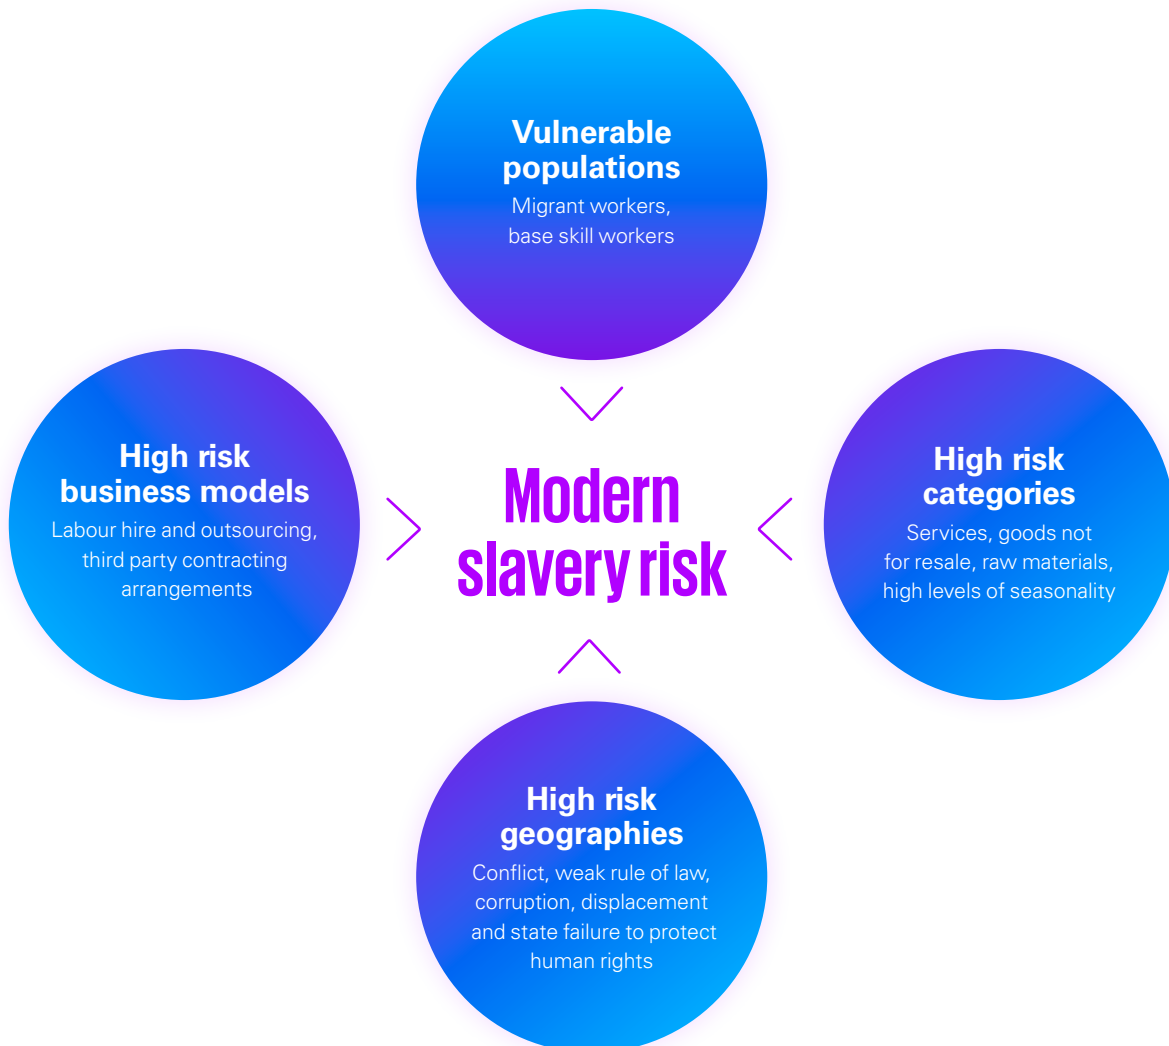 Vulnerable
populations
Migrant workers,
base skill workers
High risk
business models
Labour hire and outsourcing,
third party contracting
arrangements
Modern
slavery risk
High risk
categories
Services, goods not
for resale, raw materials,
high levels of seasonality
High risk
geographies
Conflict, weak rule of law,
corruption, displacement
and state failure to protect
human rights